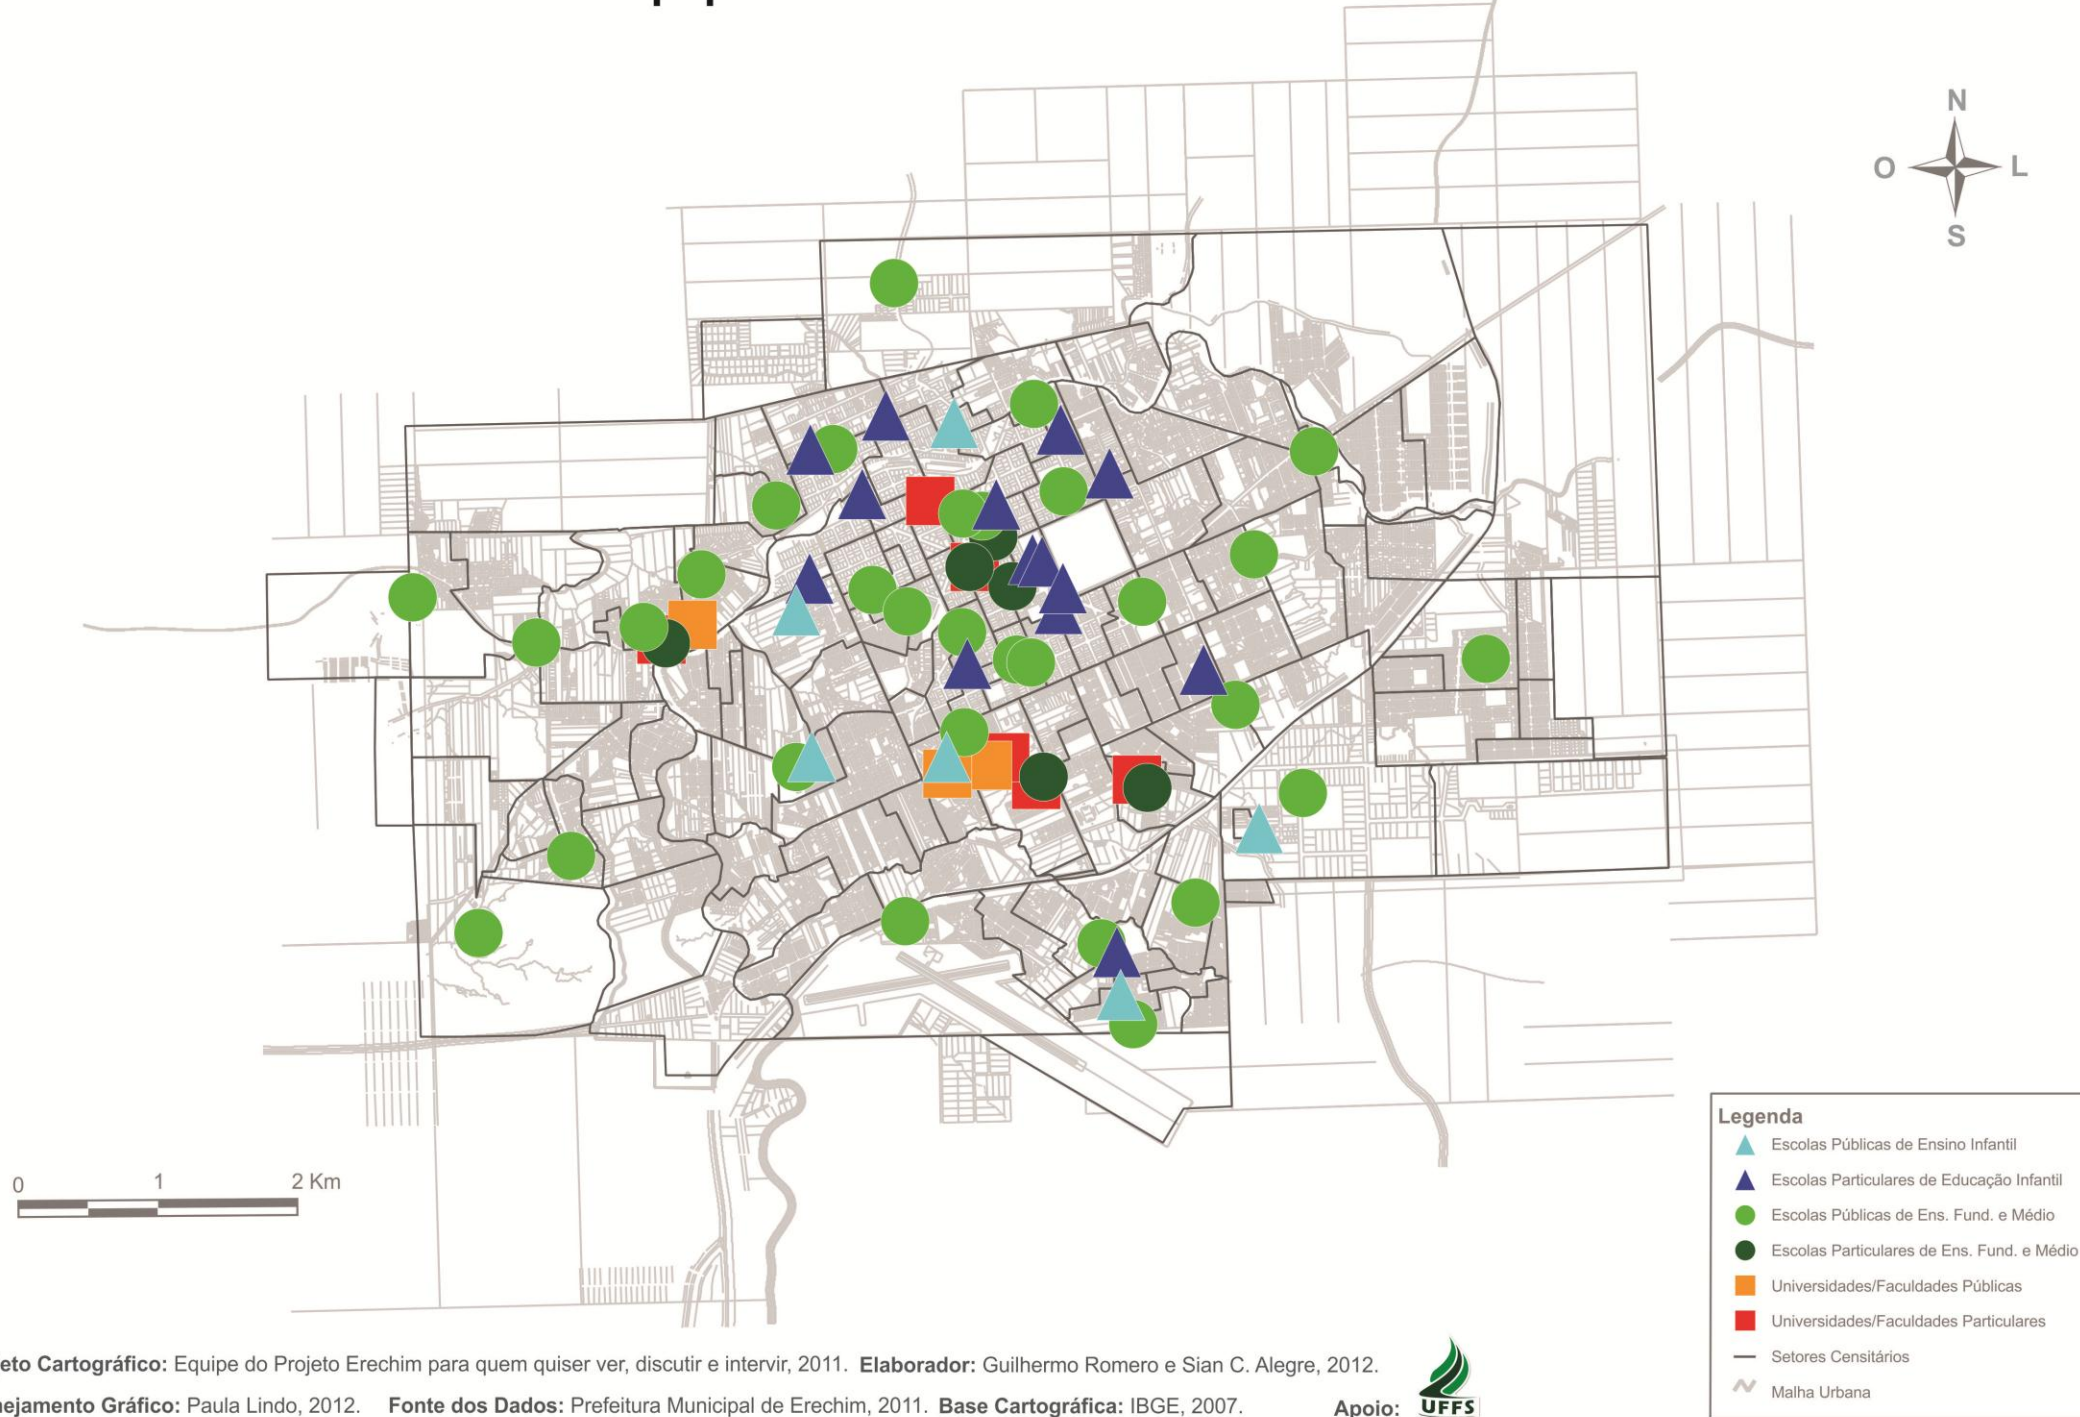 N
O L
S
Legenda
Escolas Públicas de Ensino Infantil
Escolas Particulares de Educação Infantil
Escolas Públicas de Ens. Fund. e Médio
Escolas Particulares de Ens. Fund. e Médio
Universidades/Faculdades Públicas
Universidades/Faculdades Particulares
Setores Censitários
Malha Urbana
0 1 2 Km
eto Cartográfico: Equipe do Projeto Erechim para quem quiser ver, discutir e intervir, 2011. Elaborador: Guilhermo Romero e Sian C. Alegre, 2012.
nejamento Gráfico: Paula Lindo, 2012. Fonte dos Dados: Prefeitura Municipal de Erechim, 2011. Base Cartográfica: IBGE, 2007. Apoio:
UFFS